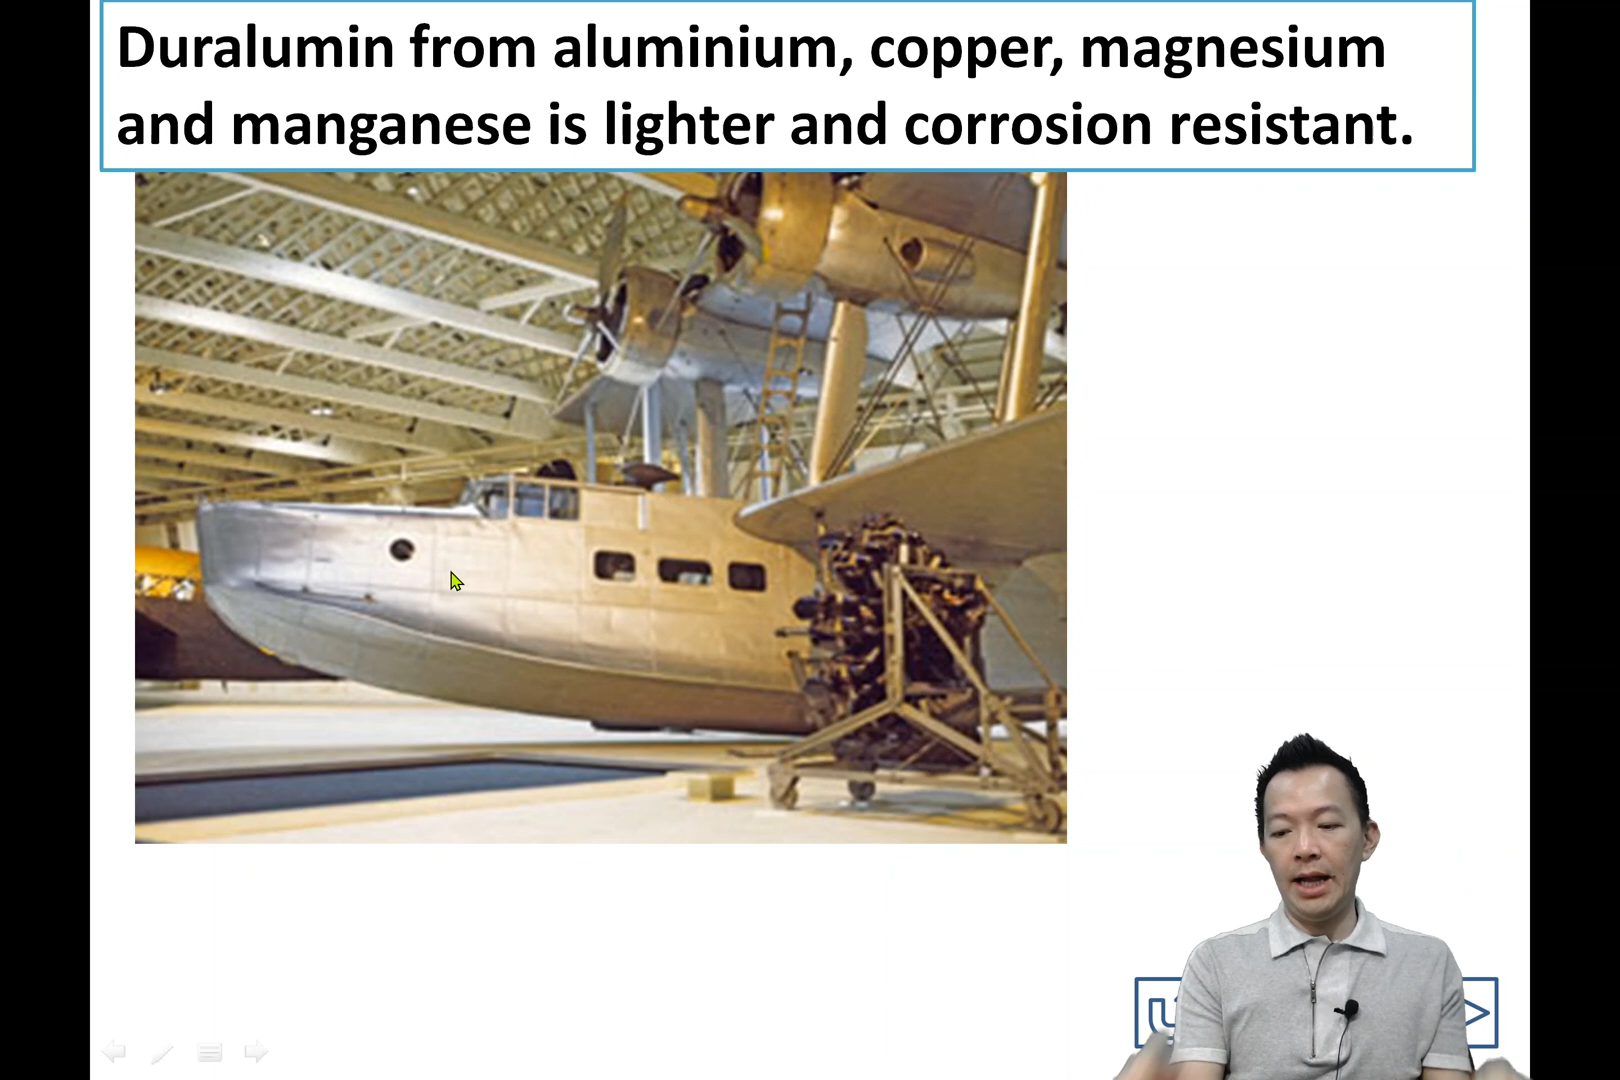 Duralumin from aluminium, copper, magnesium
and manganese is lighter and corrosion resistant.